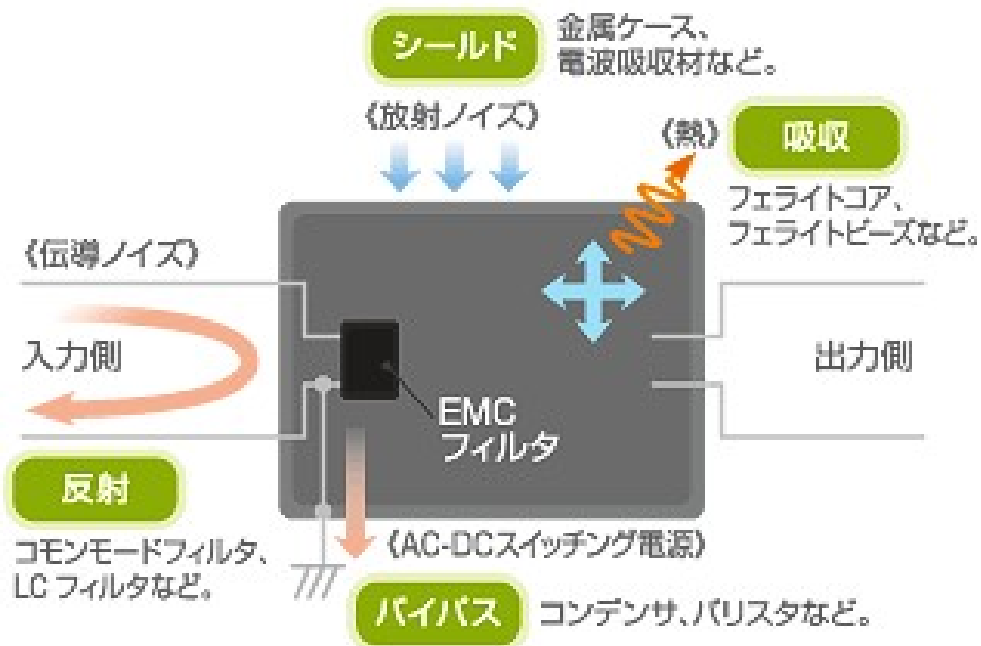 シールド
金属ケース、
電波吸収材など。
《放射ノイズ》
《熱》
吸収
フェライトコア、
フェライトビーズなど。
《伝導ノイズ》
入力側
出力側
EMC
フィルタ
反射
コモンモードフィルタ、
LC フィルタなど。
《AC-DCスイッチング電源》
バイパス
コンデンサ、バリスタなど。